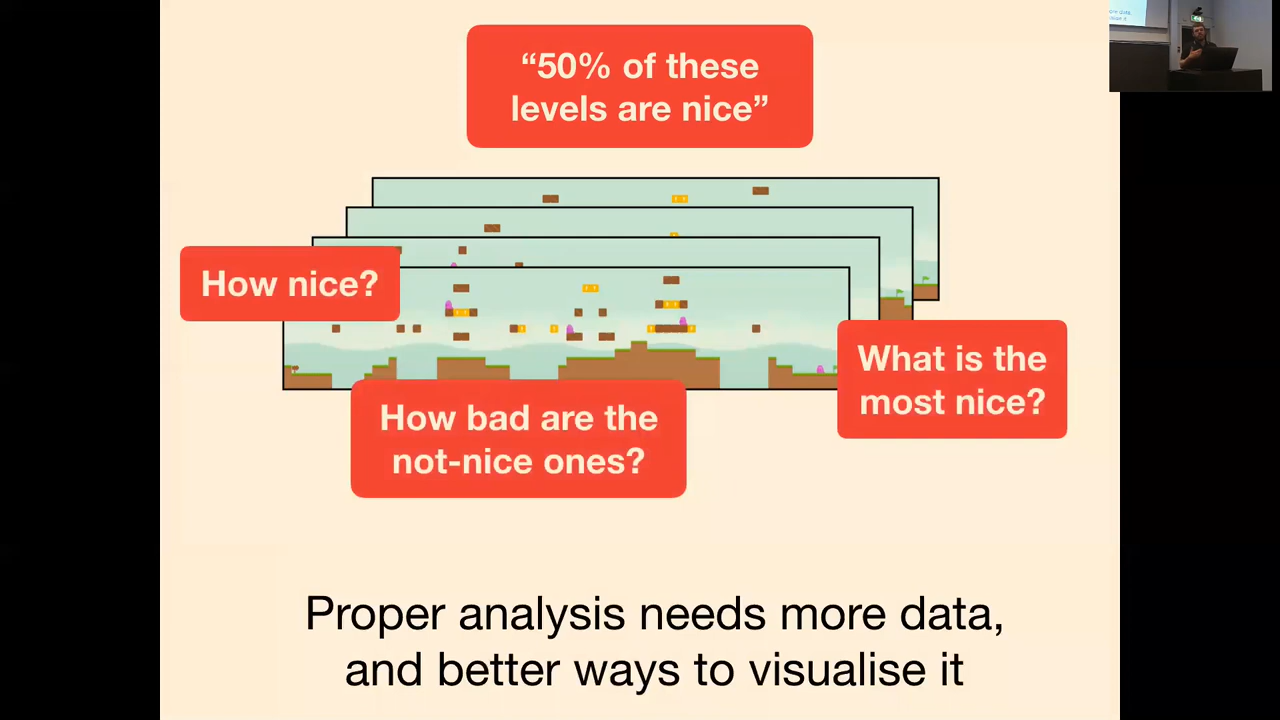 “50% of these
levels are nice”
How nice?
What is the
most nice?
How bad are the
not-nice ones?
Proper analysis needs more data,
and better ways to visualise it